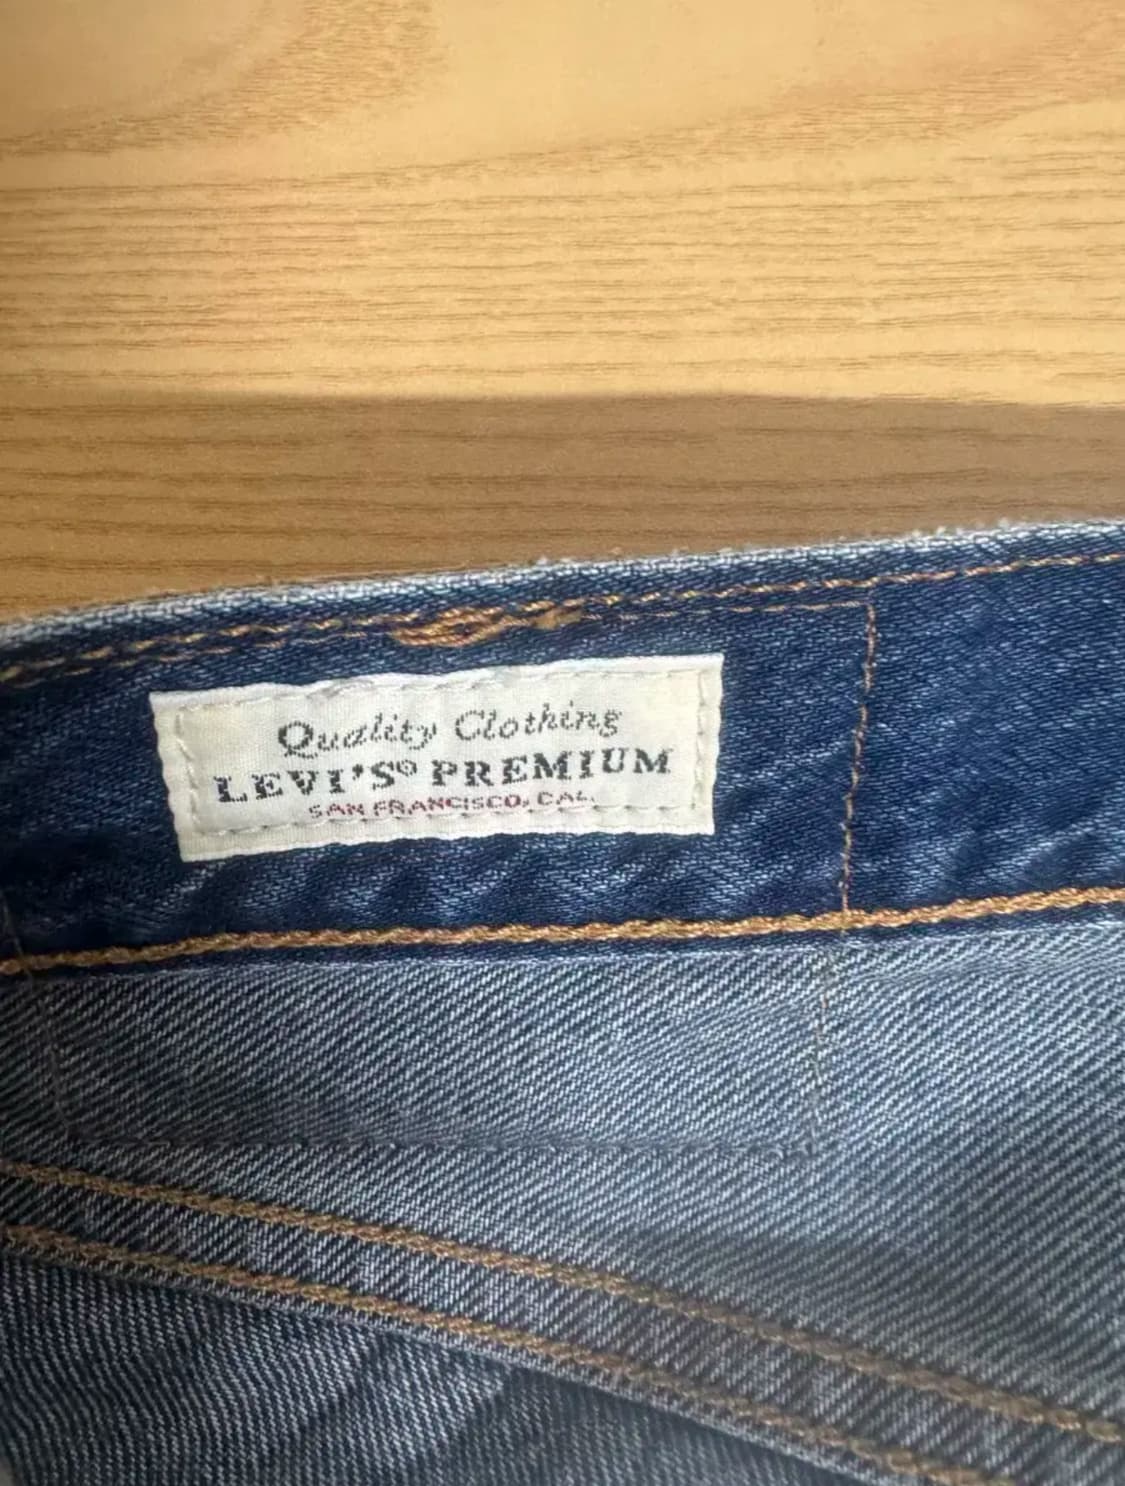 Quality Clothing
LEVI'S® PREMIUM
SAN FRANCISCO, CAL.